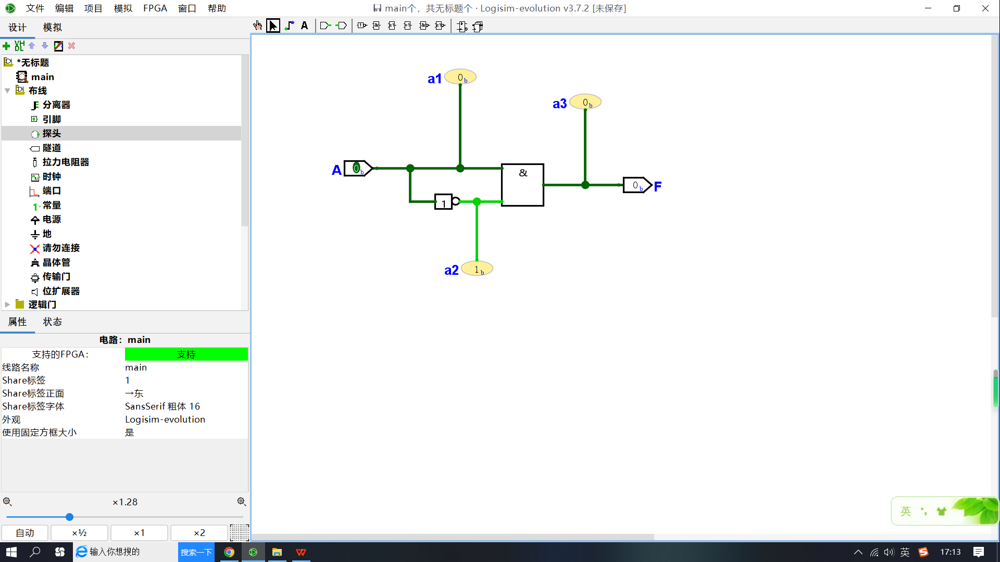 文件 编辑 项目 模拟 FPGA 窗口 帮助
main个，共无标题个 · Logisim-evolution v3.7.2 [未保存]
设计 模拟
VH
DL
A
1 & ≥1 =1 & ≥1
*无标题
main
布线
分离器
引脚
探头
隧道
拉力电阻器
时钟
端口
常量
电源
地
请勿连接
晶体管
传输门
位扩展器
逻辑门
属性 状态
电路：main
支持的FPGA： 支持
线路名称 main
Share标签 1
Share标签正面 →东
Share标签字体 SansSerif 粗体 16
外观 Logisim-evolution
使用固定方框大小 是
×1.28
自动 ×½ ×1 ×2
a1 0b
a3 0b
A 0b
&
1
0b F
a2 1b
英
输入你想搜的 搜索一下
英
17:13